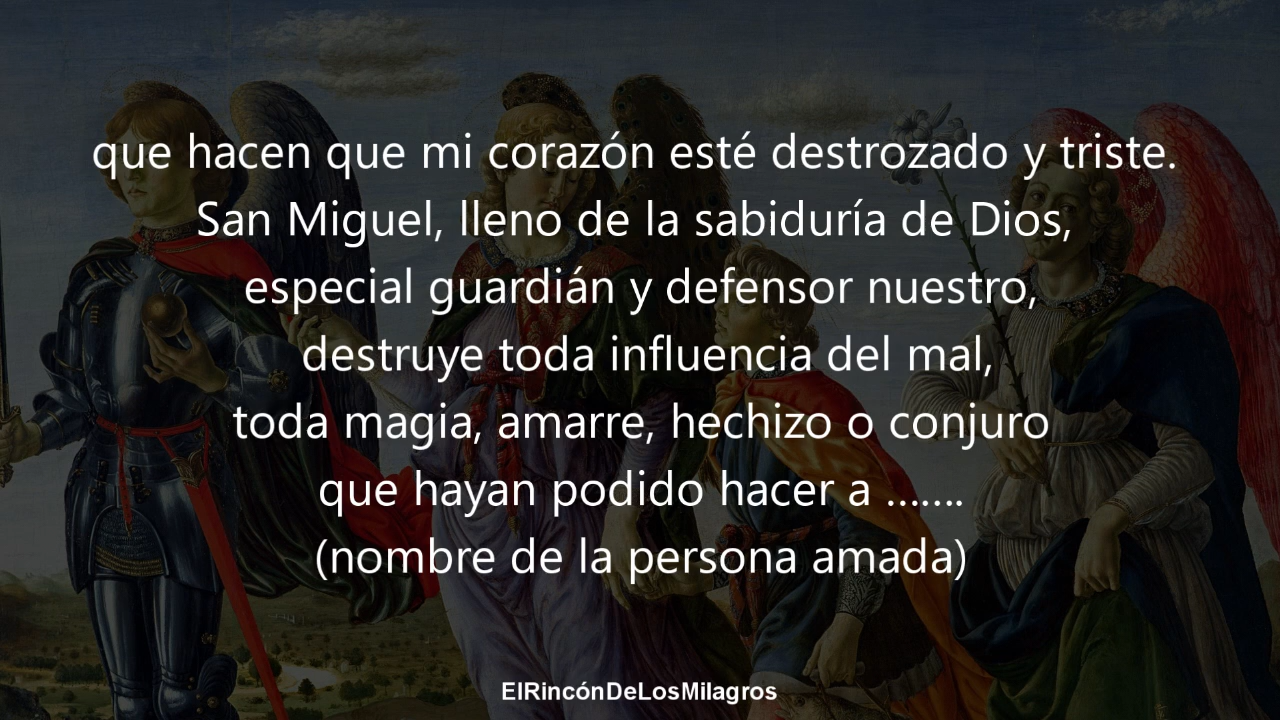 que hacen que mi corazón esté destrozado y triste.
San Miguel, lleno de la sabiduría de Dios,
especial guardián y defensor nuestro,
destruye toda influencia del mal,
toda magia, amarre, hechizo o conjuro
que hayan podido hacer a …….
(nombre de la persona amada)
ElRincónDeLosMilagros